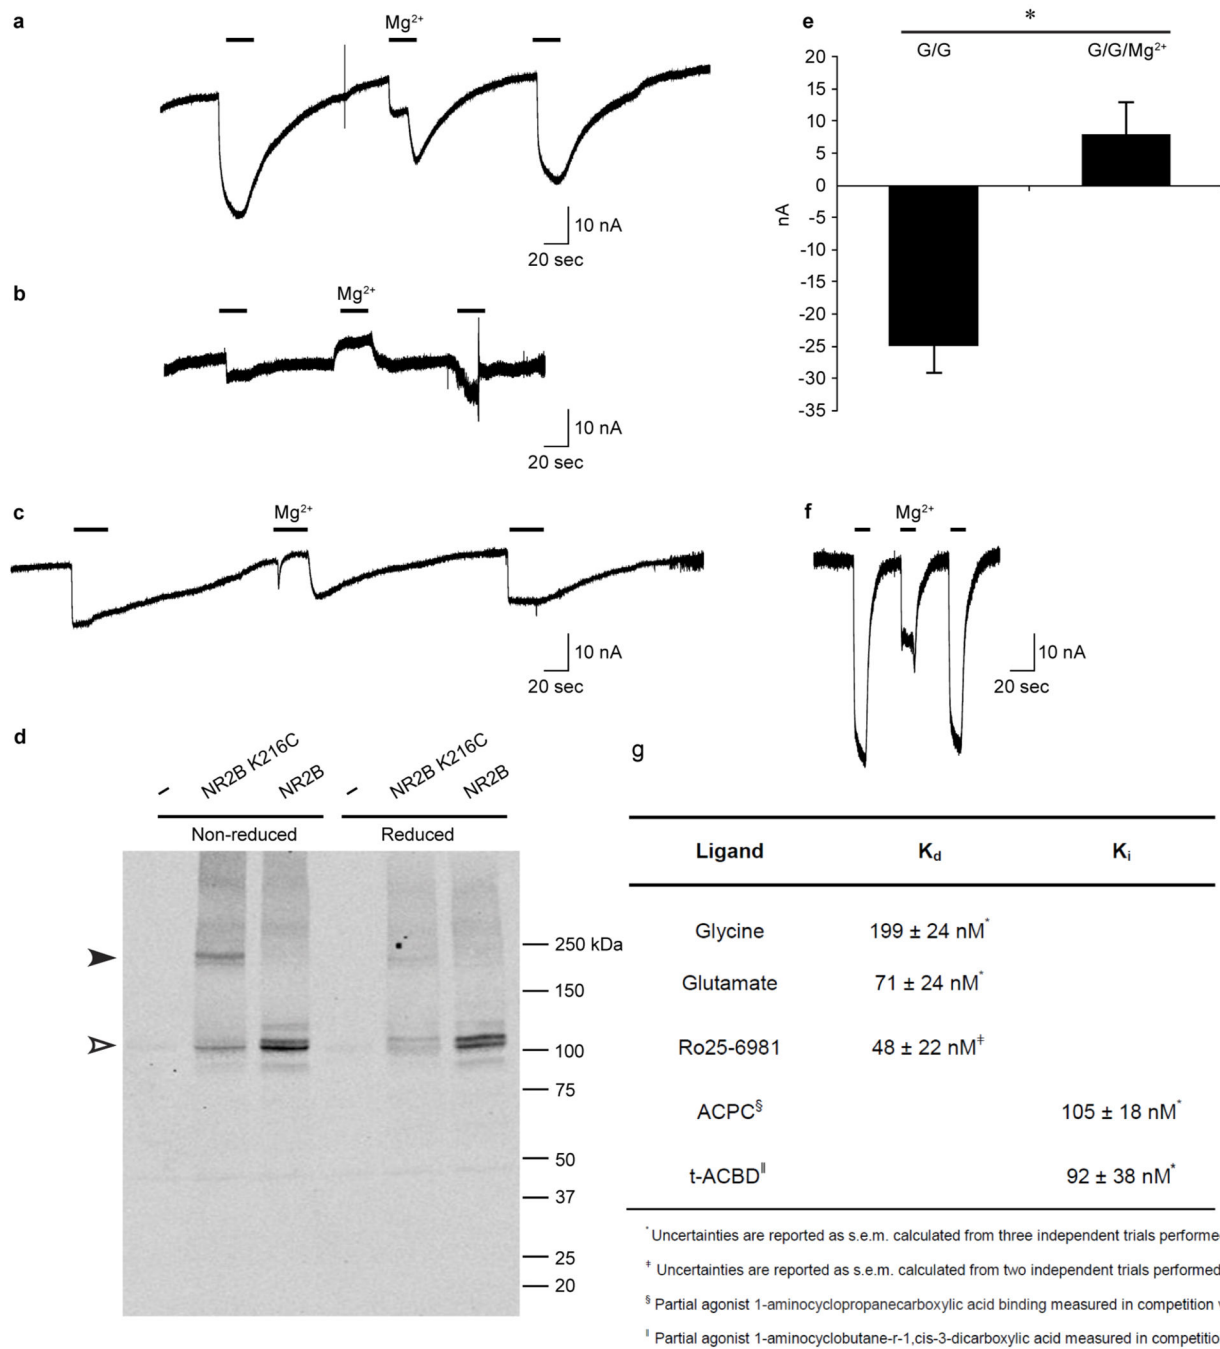 a
Mg²⁺
10 nA
20 sec
b
Mg²⁺
10 nA
20 sec
c
Mg²⁺
10 nA
20 sec
d
– NR2B K216C NR2B – NR2B K216C NR2B
Non-reduced Reduced
250 kDa
150
100
75
50
37
25
20
e
*
G/G G/G/Mg²⁺
20
15
10
5
0
-5
-10
-15
-20
-25
-30
-35
nA
f
Mg²⁺
10 nA
20 sec
g
Ligand Kd Ki
Glycine 199 ± 24 nM*
Glutamate 71 ± 24 nM*
Ro25-6981 48 ± 22 nM‡
ACPC§ 105 ± 18 nM*
t-ACBD‖ 92 ± 38 nM*
* Uncertainties are reported as s.e.m. calculated from three independent trials performe
‡ Uncertainties are reported as s.e.m. calculated from two independent trials performed
§ Partial agonist 1-aminocyclopropanecarboxylic acid binding measured in competition
‖ Partial agonist 1-aminocyclobutane-r-1,cis-3-dicarboxylic acid measured in competitio